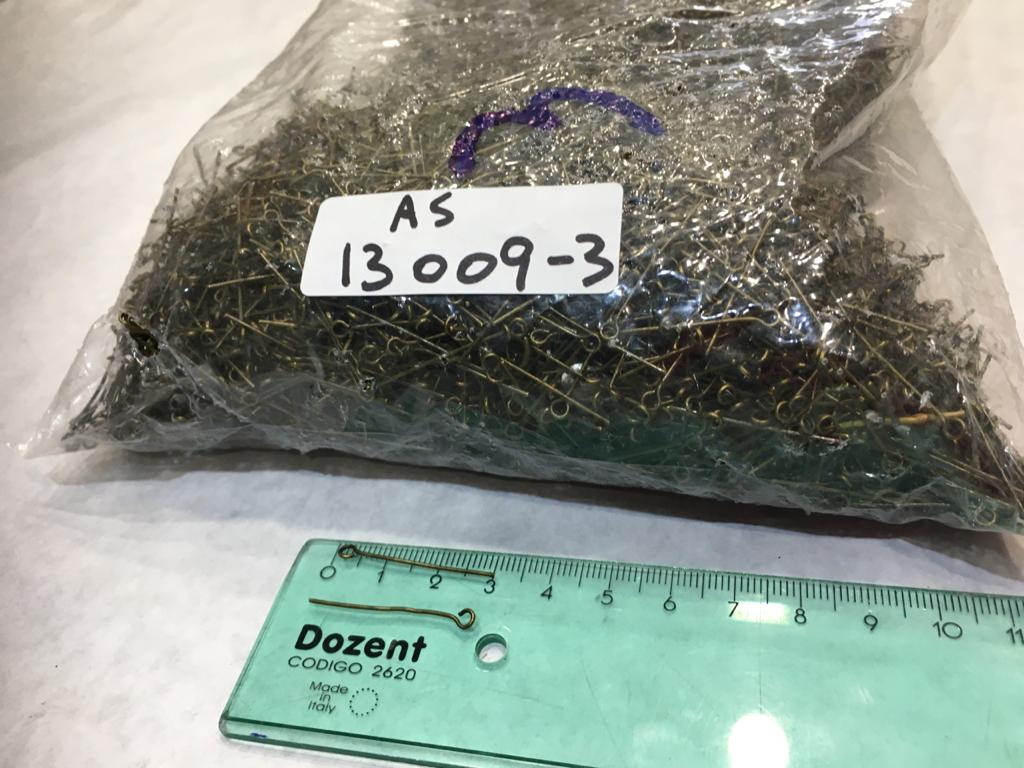 AS
13009-3
0 1 2 3 4 5 6 7 8 9 10 11
Dozent
CODIGO 2620
Made
in
Italy